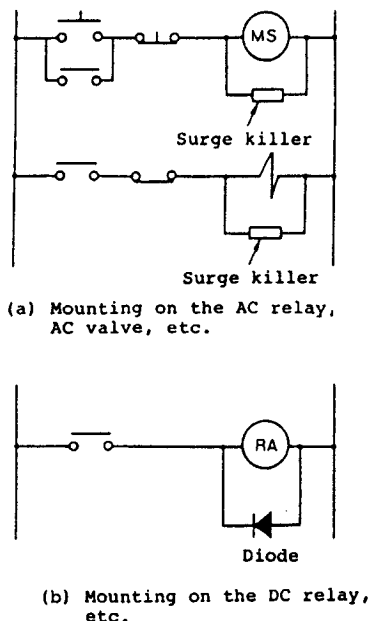 MS
Surge killer
Surge killer
(a) Mounting on the AC relay,
AC valve, etc.
RA
Diode
(b) Mounting on the DC relay,
etc.